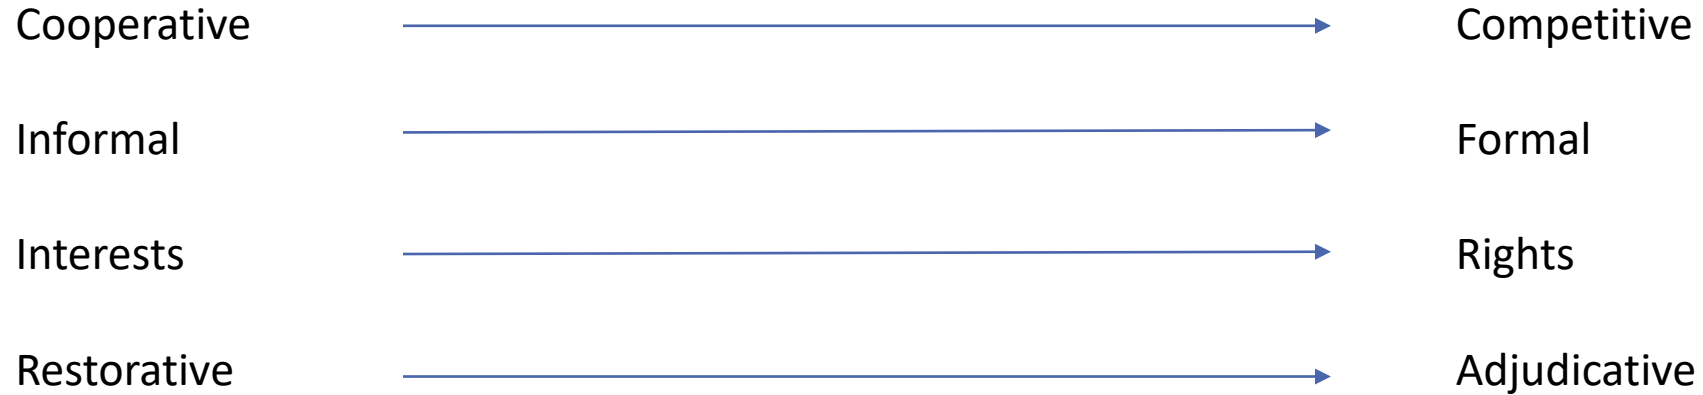 Cooperative Competitive
Informal Formal
Interests Rights
Restorative Adjudicative